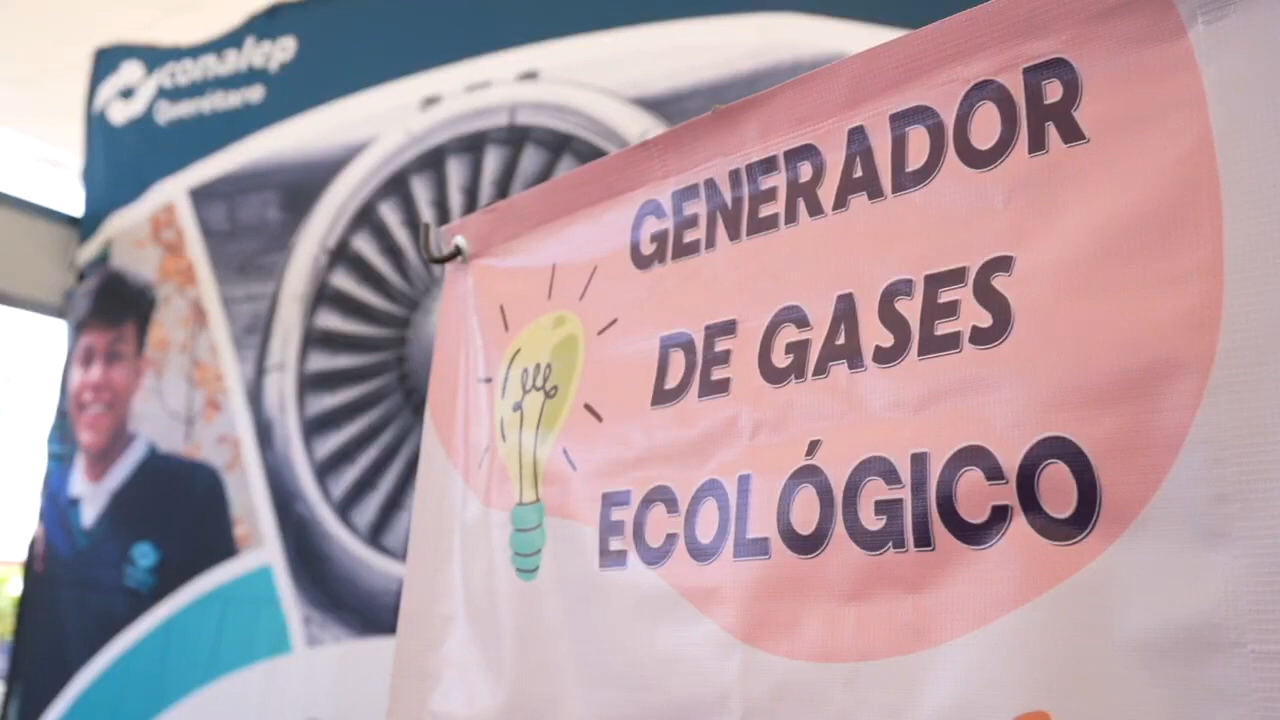 conalep
Querétaro
GENERADOR
DE GASES
ECOLÓGICO